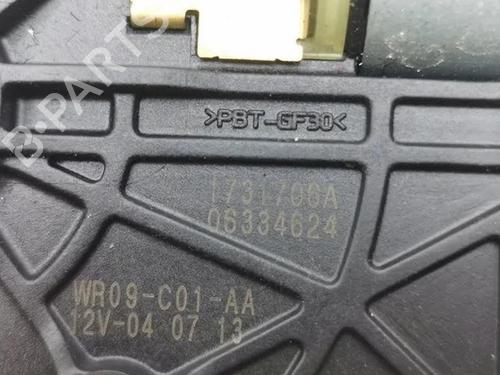 >PBT-GF30<
1731706A
06334624
WR09-C01-AA
12V-04 07 13
B-PARTS